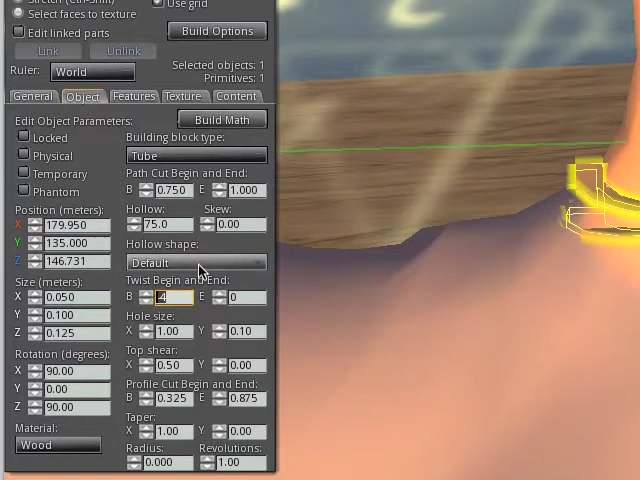 Stretch (Ctrl-Shift)
Use grid
Select faces to texture
Edit linked parts
Build Options
Link Unlink
Ruler: World
Selected objects: 1
Primitives: 1
General Object Features Texture Content
Edit Object Parameters:
Build Math
Locked
Physical
Temporary
Phantom
Position (meters):
X 179.950
Y 135.000
Z 146.731
Size (meters):
X 0.050
Y 0.100
Z 0.125
Rotation (degrees):
X 90.00
Y 0.00
Z 90.00
Material:
Wood
Building block type:
Tube
Path Cut Begin and End:
B 0.750 E 1.000
Hollow: Skew:
75.0 0.00
Hollow shape:
Default
Twist Begin and End:
B -4 E 0
Hole size:
X 1.00 Y 0.10
Top shear:
X 0.50 Y 0.00
Profile Cut Begin and End:
B 0.325 E 0.875
Taper:
X 1.00 Y 0.00
Radius: Revolutions:
0.000 1.00